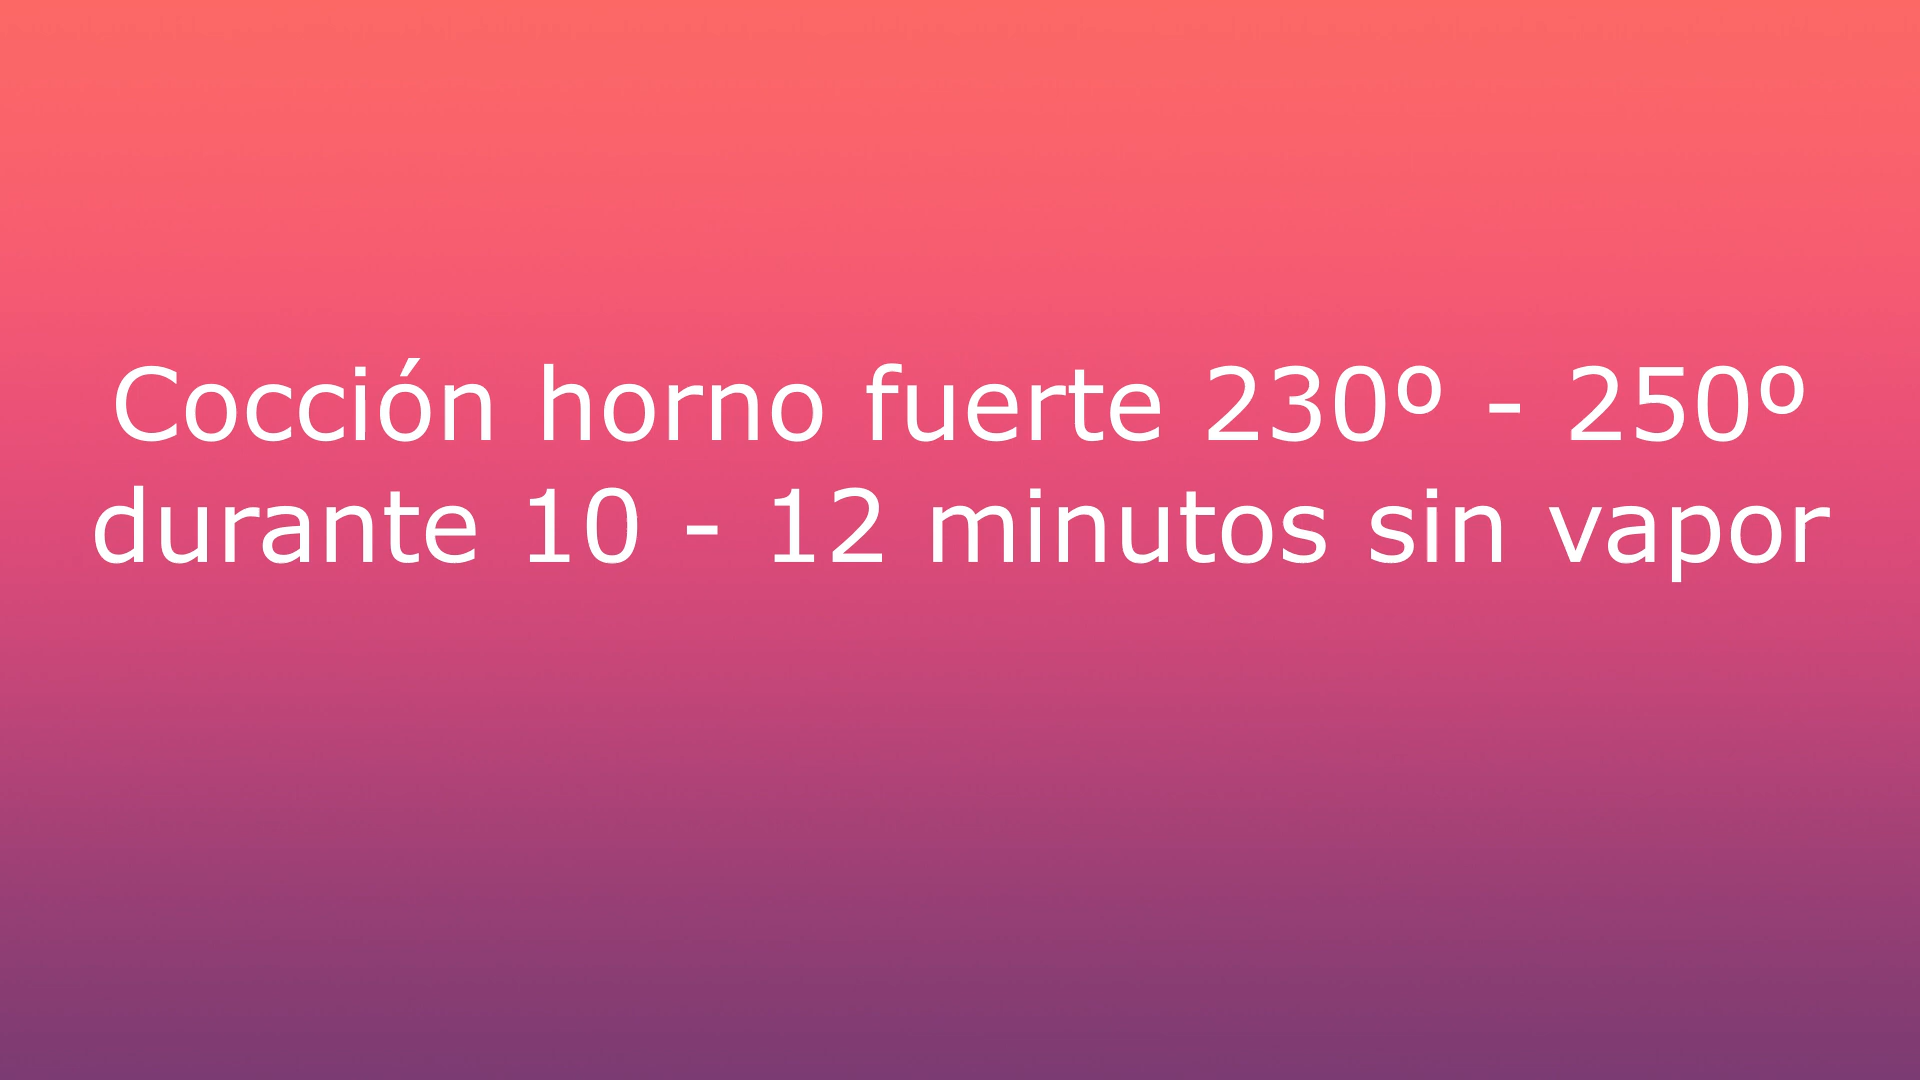 Cocción horno fuerte 230º - 250º
durante 10 - 12 minutos sin vapor